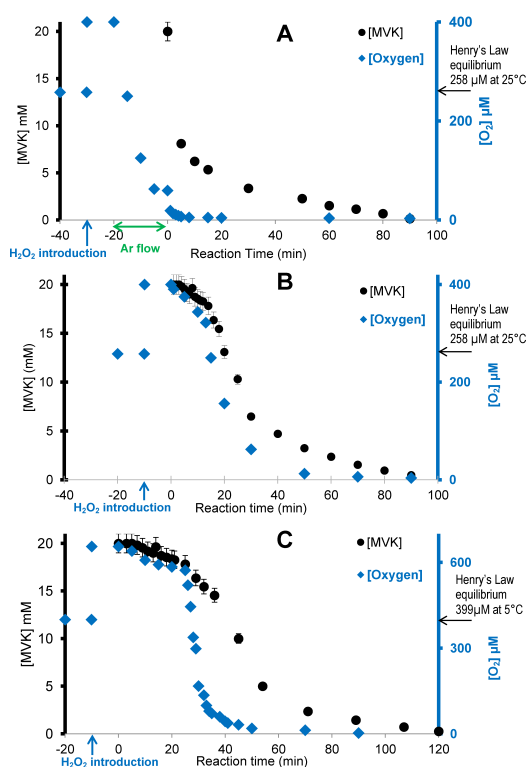 A
[MVK]
[Oxygen]
20
15
10
5
0
[MVK] mM
400
200
0
[O₂] µM
Henry's Law
equilibrium
258 µM at 25°C
-40
-20
0
20
40
60
80
100
H₂O₂ introduction
Ar flow
Reaction Time (min)
B
[MVK]
[Oxygen]
20
15
10
5
0
[MVK] (mM)
400
200
0
[O₂] µM
Henry's Law
equilibrium
258 µM at 25°C
-40
-20
0
20
40
60
80
100
H₂O₂ introduction
Reaction time (min)
C
[MVK]
[Oxygen]
20
15
10
5
0
[MVK] mM
600
300
0
[O₂] µM
Henry's Law
equilibrium
399µM at 5°C
-20
0
20
40
60
80
100
120
H₂O₂ introduction
Reaction time (min)